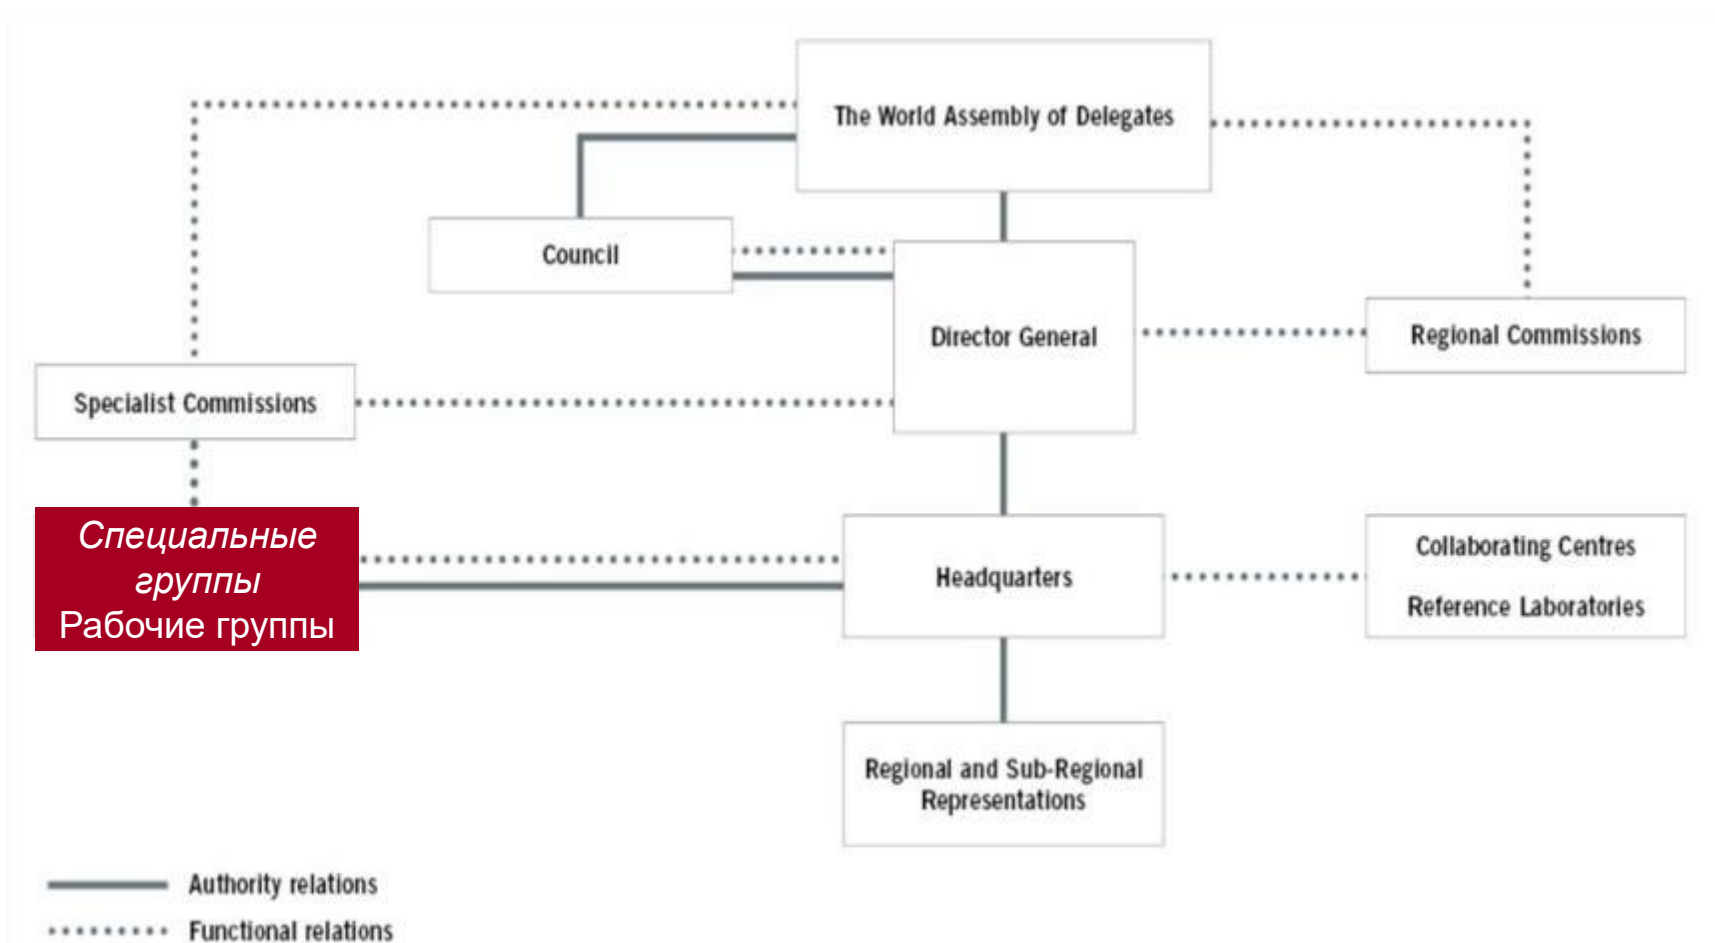 The World Assembly of Delegates
Council
Director General
Regional Commissions
Specialist Commissions
Специальные
группы
Рабочие группы
Headquarters
Collaborating Centres
Reference Laboratories
Regional and Sub-Regional
Representations
Authority relations
Functional relations